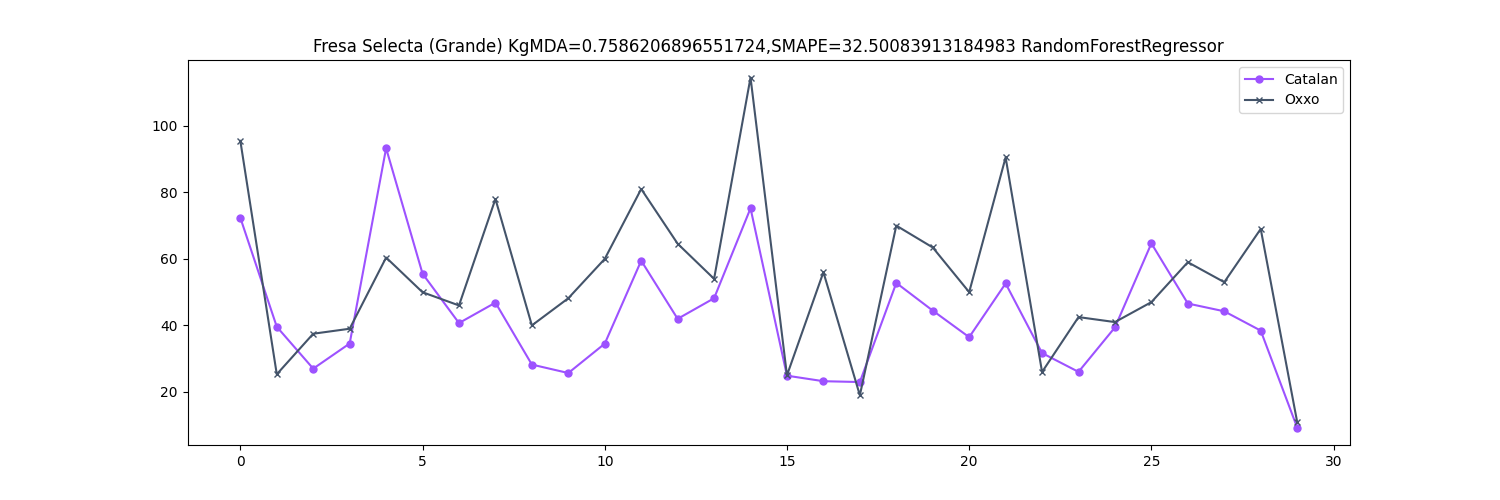 Fresa Selecta (Grande) KgMDA=0.7586206896551724,SMAPE=32.50083913184983 RandomForestRegressor
Catalan
Oxxo
100
80
60
40
20
0 5 10 15 20 25 30